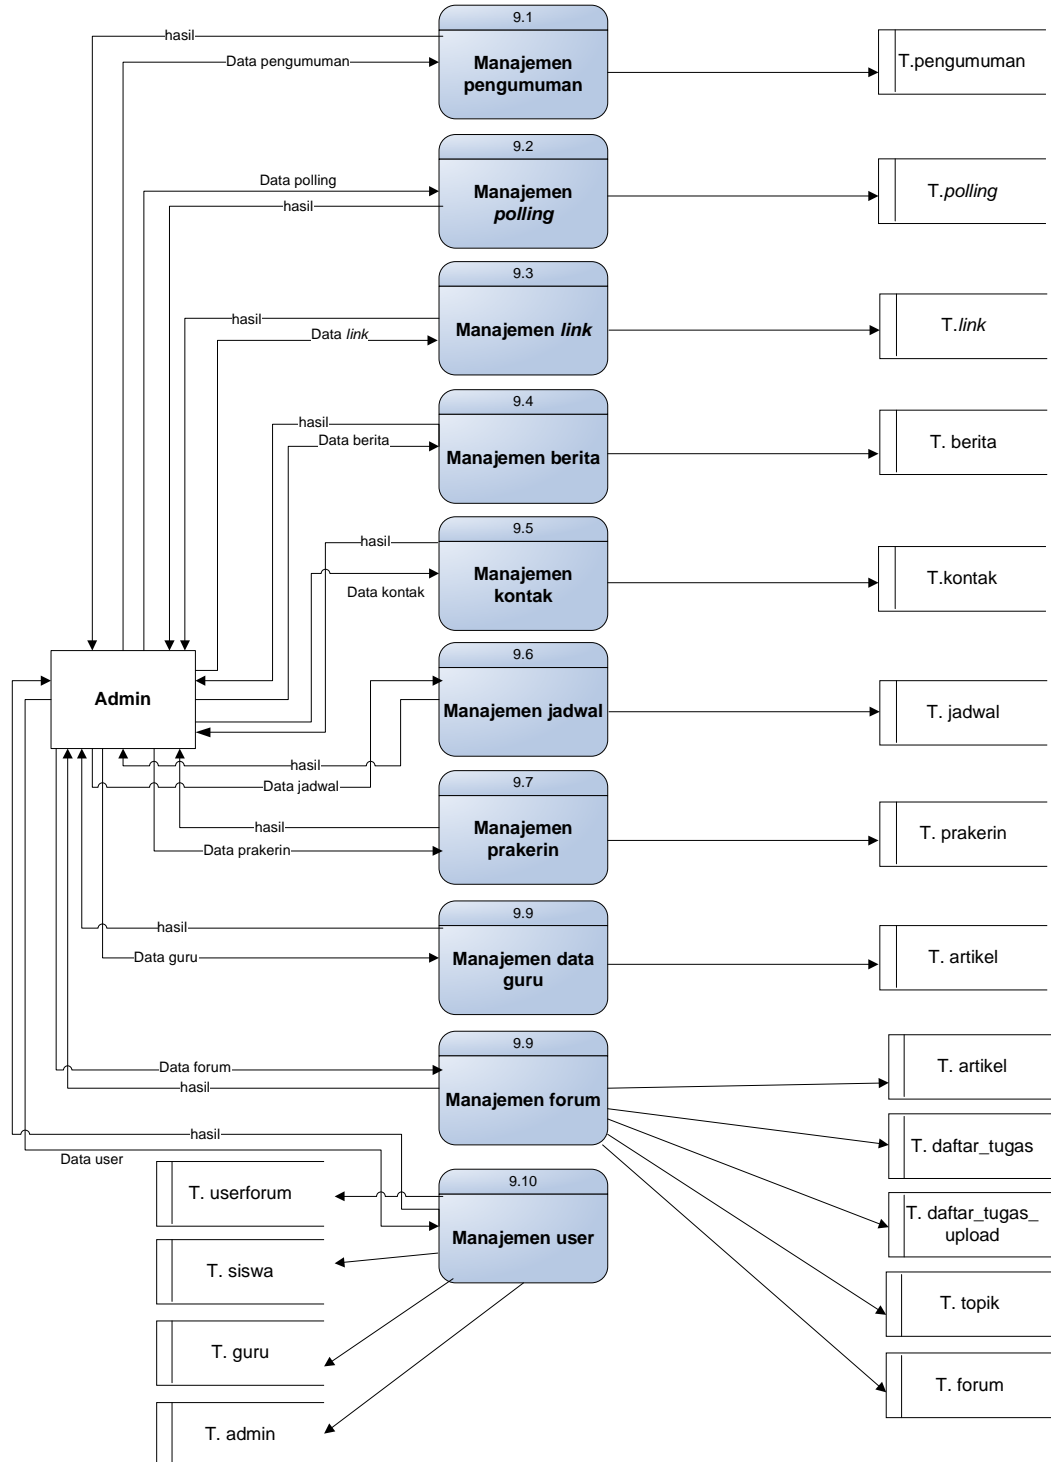 9.1
hasil
Data pengumuman
Manajemen
pengumuman
T.pengumuman
9.2
Data polling
hasil
Manajemen
polling
T.polling
9.3
hasil
Data link
Manajemen link
T.link
9.4
hasil
Data berita
Manajemen berita
T. berita
9.5
hasil
Data kontak
Manajemen
kontak
T.kontak
Admin
9.6
Manajemen jadwal
T. jadwal
hasil
Data jadwal
9.7
hasil
Data prakerin
Manajemen
prakerin
T. prakerin
9.9
hasil
Data guru
Manajemen data
guru
T. artikel
9.9
Data forum
hasil
Manajemen forum
T. artikel
T. daftar_tugas
T. daftar_tugas_
upload
T. topik
T. forum
hasil
Data user
9.10
Manajemen user
T. userforum
T. siswa
T. guru
T. admin